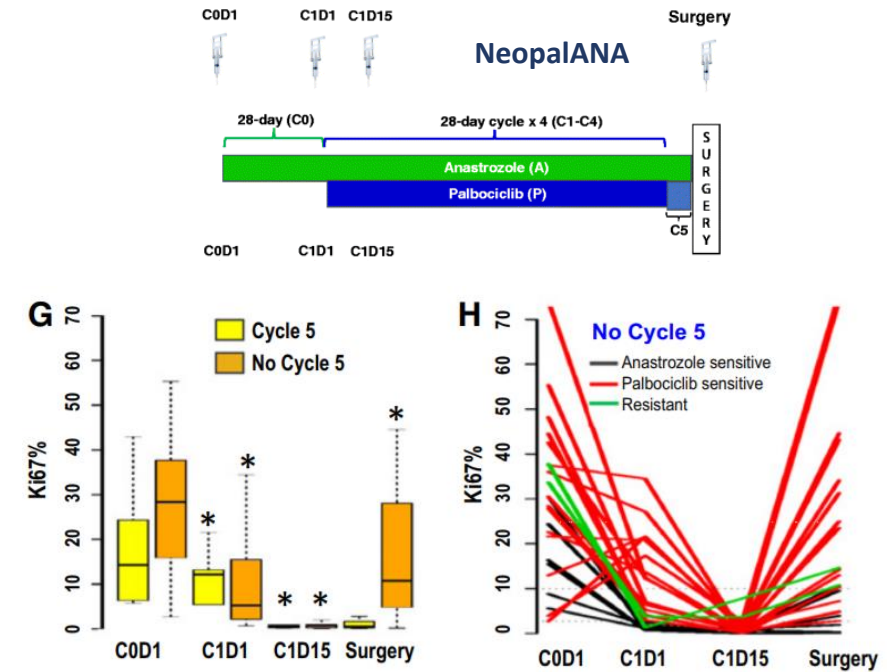 C0D1 C1D1 C1D15 Surgery
NeopalANA
28-day (C0) 28-day cycle x 4 (C1-C4)
Anastrozole (A)
Palbociclib (P)
S
U
R
G
E
R
Y
C5
C0D1 C1D1 C1D15
G
Ki67%
70
60
50
40
30
20
10
0
Cycle 5
No Cycle 5
*
*
*
*
*
C0D1 C1D1 C1D15 Surgery
H
Ki67%
70
60
50
40
30
20
10
0
No Cycle 5
Anastrozole sensitive
Palbociclib sensitive
Resistant
C0D1 C1D1 C1D15 Surgery